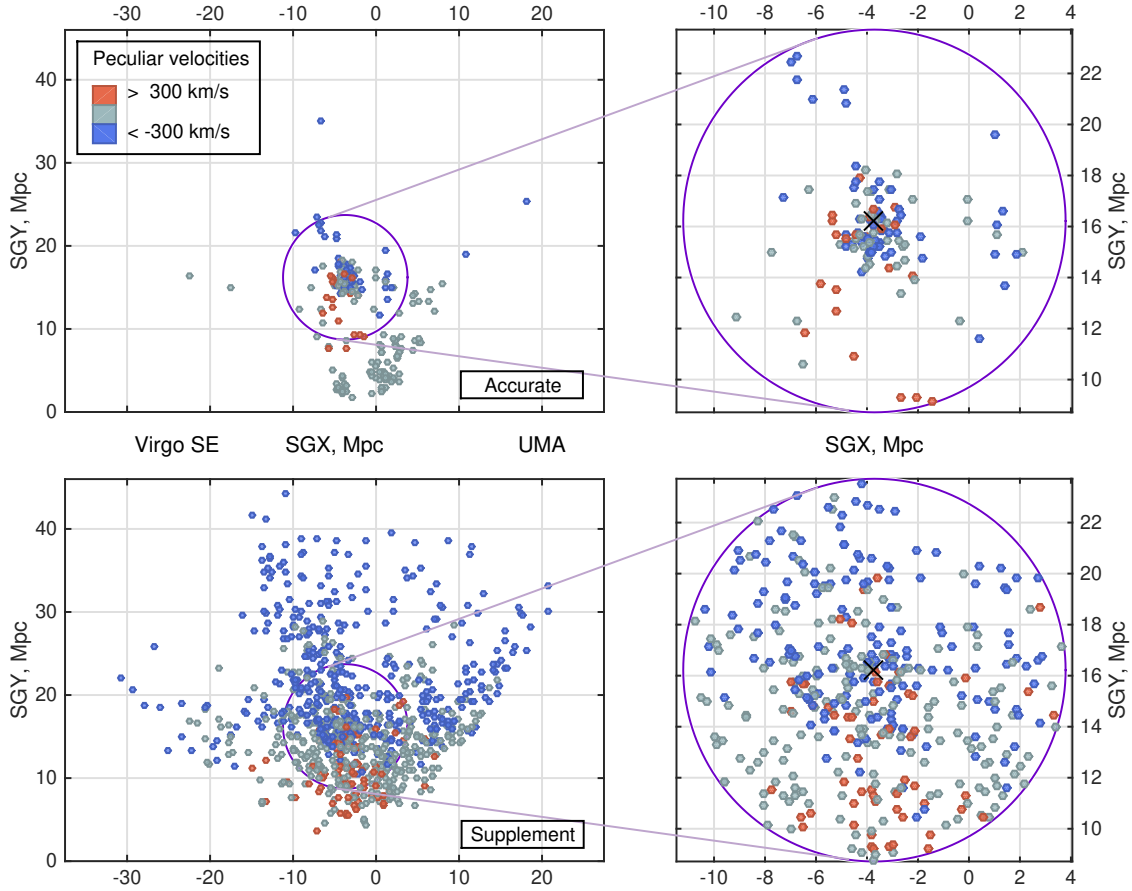 -30 -20 -10 0 10 20
-10 -8 -6 -4 -2 0 2 4
Peculiar velocities
> 300 km/s
< -300 km/s
40
30
20
10
0
SGY, Mpc
Accurate
22
20
18
16
14
12
10
SGY, Mpc
Virgo SE SGX, Mpc UMA
SGX, Mpc
40
30
20
10
0
SGY, Mpc
Supplement
22
20
18
16
14
12
10
SGY, Mpc
-30 -20 -10 0 10 20
-10 -8 -6 -4 -2 0 2 4